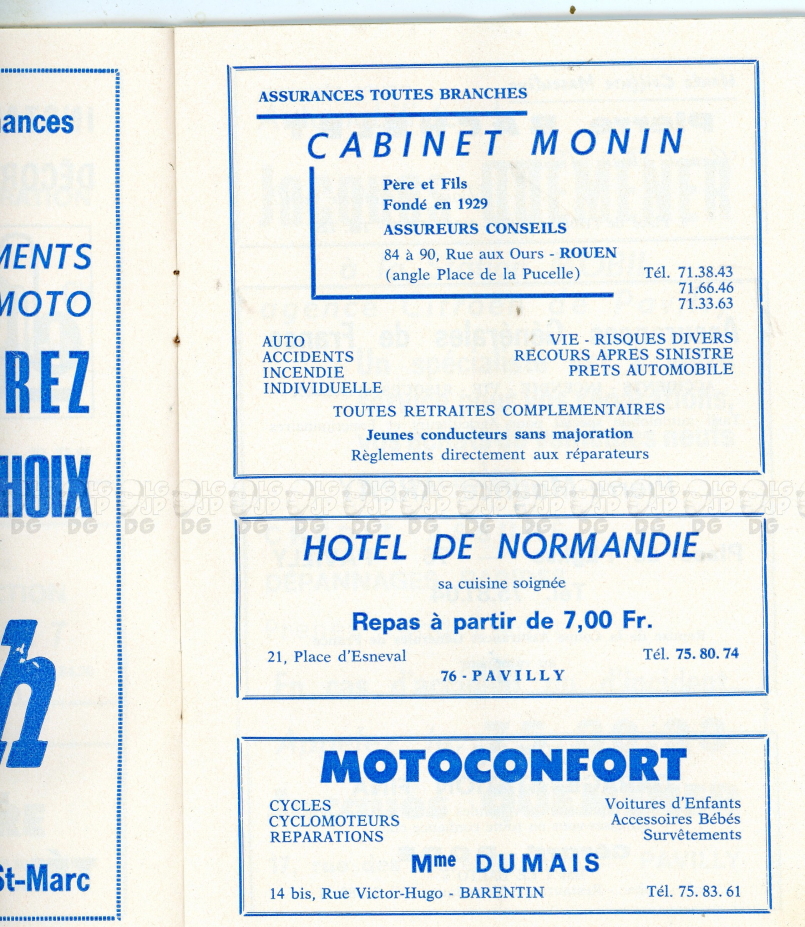 ances
MENTS
MOTO
REZ
HOIX
h
St-Marc
ASSURANCES TOUTES BRANCHES
CABINET MONIN
Père et Fils
Fondé en 1929
ASSUREURS CONSEILS
84 à 90, Rue aux Ours - ROUEN
(angle Place de la Pucelle) Tél. 71.38.43
71.66.46
71.33.63
AUTO VIE - RISQUES DIVERS
ACCIDENTS RECOURS APRES SINISTRE
INCENDIE PRETS AUTOMOBILE
INDIVIDUELLE
TOUTES RETRAITES COMPLEMENTAIRES
Jeunes conducteurs sans majoration
Règlements directement aux réparateurs
HOTEL DE NORMANDIE
sa cuisine soignée
Repas à partir de 7,00 Fr.
21, Place d'Esneval Tél. 75.80.74
76 - PAVILLY
MOTOCONFORT
CYCLES Voitures d'Enfants
CYCLOMOTEURS Accessoires Bébés
REPARATIONS Survêtements
Mme DUMAIS
14 bis, Rue Victor-Hugo - BARENTIN Tél. 75.83.61